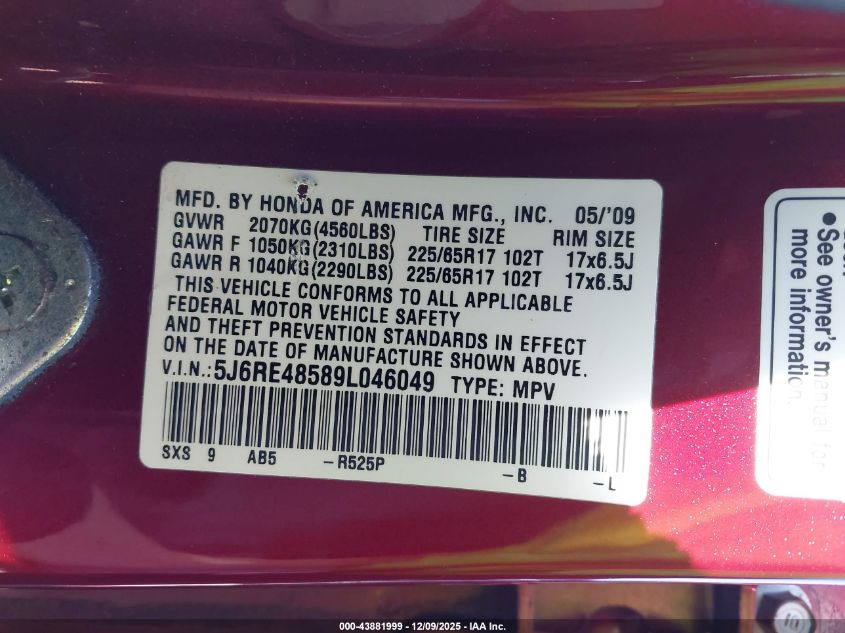 MFD. BY HONDA OF AMERICA MFG., INC. 05/'09
GVWR 2070KG(4560LBS) TIRE SIZE RIM SIZE
GAWR F 1050KG(2310LBS) 225/65R17 102T 17x6.5J
GAWR R 1040KG(2290LBS) 225/65R17 102T 17x6.5J
THIS VEHICLE CONFORMS TO ALL APPLICABLE
FEDERAL MOTOR VEHICLE SAFETY
AND THEFT PREVENTION STANDARDS IN EFFECT
ON THE DATE OF MANUFACTURE SHOWN ABOVE.
V.I.N.: 5J6RE48589L046049 TYPE: MPV
SXS 9 AB5 -R525P -B -L
●See owner's manual for
more information.
000-43881999 - 12/09/2025 - IAA Inc.